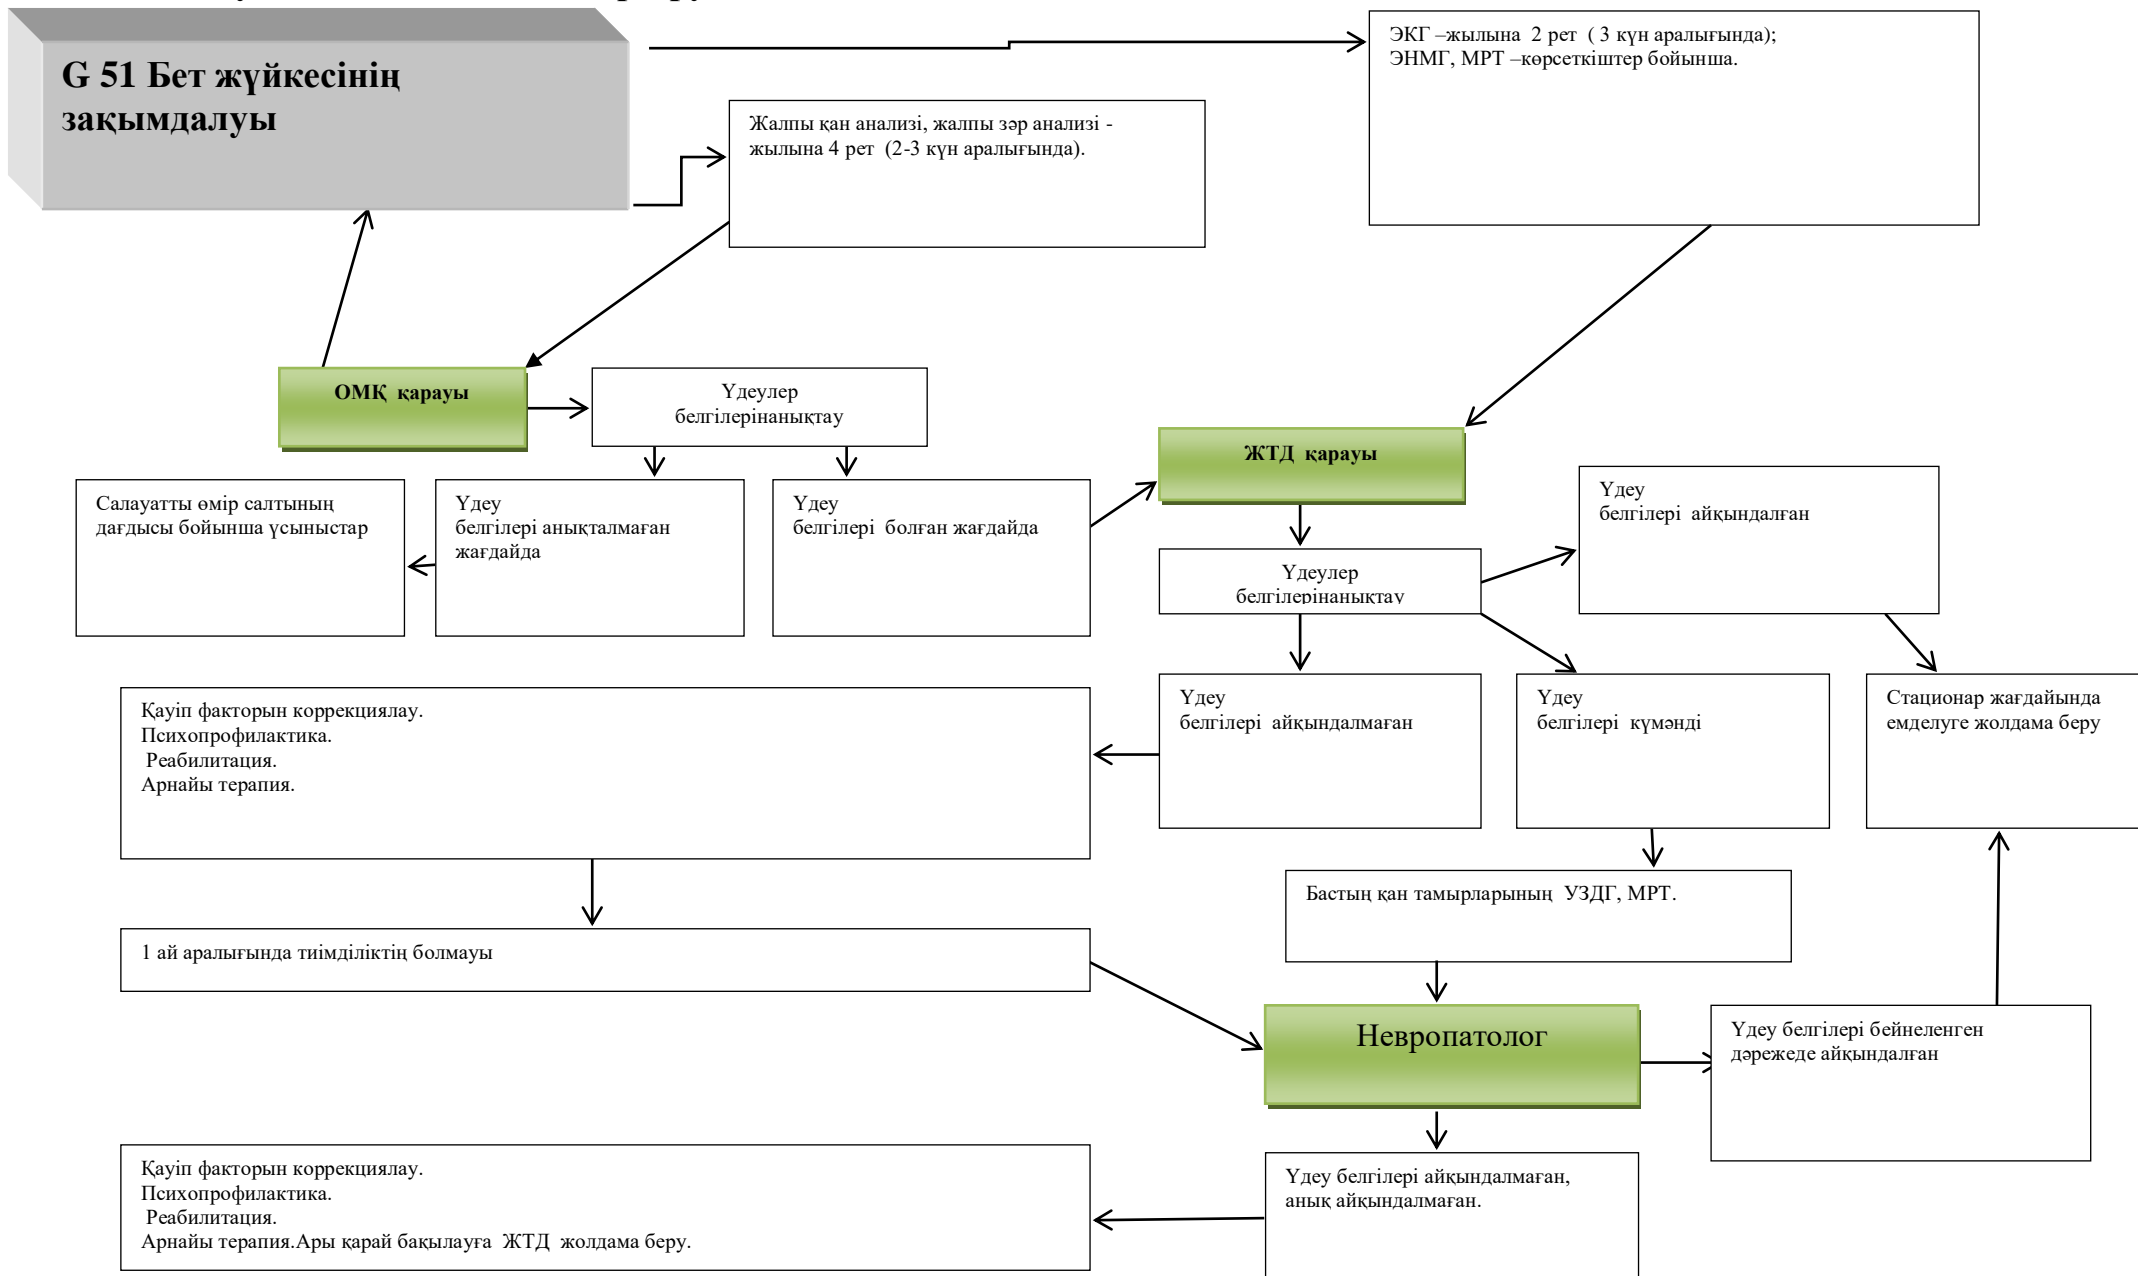 G 51 Бет жүйкесінің
зақымдалуы
ЭКГ –жылына 2 рет ( 3 күн аралығында);
ЭНМГ, МРТ –көрсеткіштер бойынша.
Жалпы қан анализі, жалпы зәр анализі -
жылына 4 рет (2-3 күн аралығында).
ОМҚ қарауы
Үдеулер
белгілерінанықтау
ЖТД қарауы
Салауатты өмір салтының
дағдысы бойынша үсыныстар
Үдеу
белгілері анықталмаған
жағдайда
Үдеу
белгілері болған жағдайда
Үдеу
белгілері айқындалған
Үдеулер
белгілерінанықтау
Қауіп факторын коррекциялау.
Психопрофилактика.
Реабилитация.
Арнайы терапия.
Үдеу
белгілері айқындалмаған
Үдеу
белгілері күмәнді
Стационар жағдайында
емделуге жолдама беру
Бастың қан тамырларының УЗДГ, МРТ.
1 ай аралығында тиімділіктің болмауы
Невропатолог
Үдеу белгілері бейнеленген
дәрежеде айқындалған
Қауіп факторын коррекциялау.
Психопрофилактика.
Реабилитация.
Арнайы терапия.Ары қарай бақылауға ЖТД жолдама беру.
Үдеу белгілері айқындалмаған,
анық айқындалмаған.